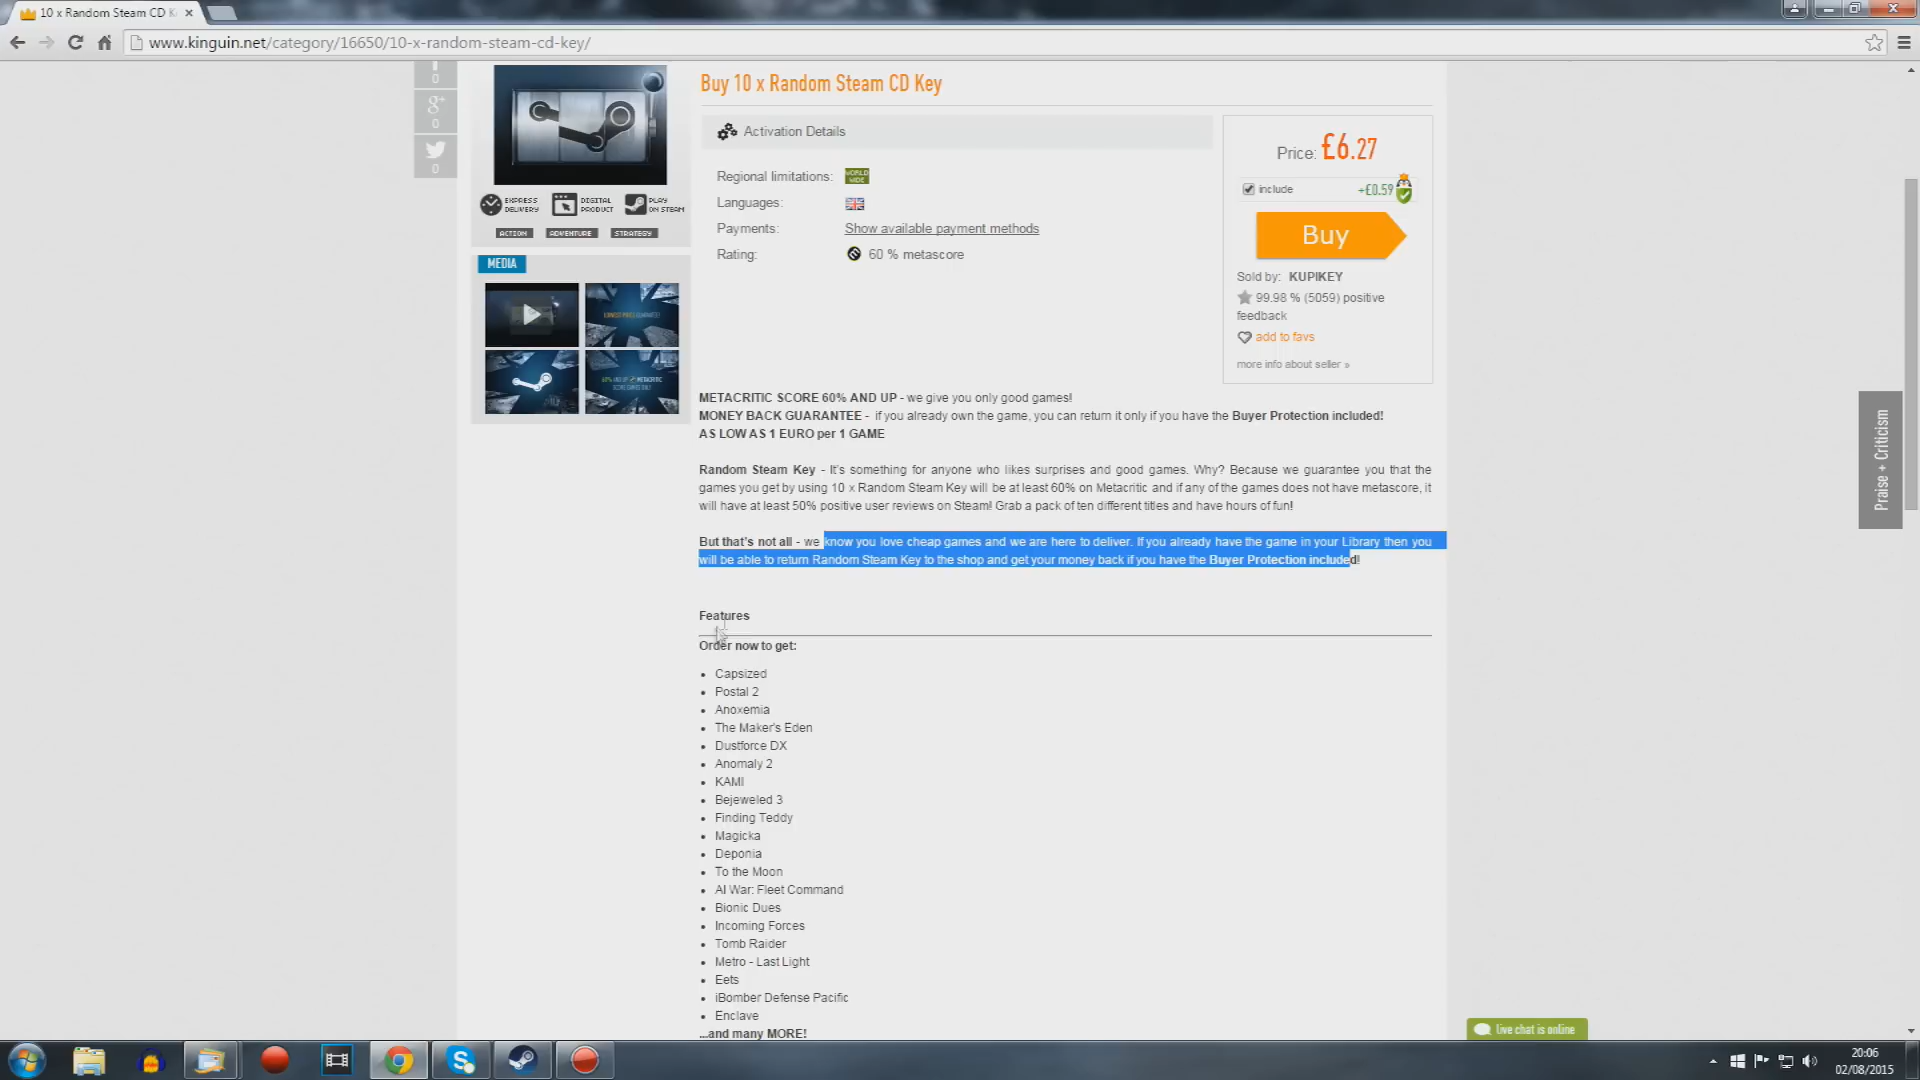 10 x Random Steam CD K
www.kinguin.net/category/16650/10-x-random-steam-cd-key/
0
g+
0
0
EXPRESS DELIVERY
DIGITAL PRODUCT
PLAY ON STEAM
ACTION ADVENTURE STRATEGY
MEDIA
Buy 10 x Random Steam CD Key
Activation Details
Regional limitations: WORLD WIDE
Languages:
Payments: Show available payment methods
Rating: 60 % metascore
Price: £6.27
include +£0.59
Buy
Sold by: KUPIKEY
99.98 % (5059) positive
feedback
add to favs
more info about seller »
METACRITIC SCORE 60% AND UP - we give you only good games!
MONEY BACK GUARANTEE - if you already own the game, you can return it only if you have the Buyer Protection included!
AS LOW AS 1 EURO per 1 GAME
Random Steam Key - It's something for anyone who likes surprises and good games. Why? Because we guarantee you that the
games you get by using 10 x Random Steam Key will be at least 60% on Metacritic and if any of the games does not have metascore, it
will have at least 50% positive user reviews on Steam! Grab a pack of ten different titles and have hours of fun!
But that's not all - we know you love cheap games and we are here to deliver. If you already have the game in your Library then you
will be able to return Random Steam Key to the shop and get your money back if you have the Buyer Protection included!
Features
Order now to get:
Capsized
Postal 2
Anoxemia
The Maker's Eden
Dustforce DX
Anomaly 2
KAMI
Bejeweled 3
Finding Teddy
Magicka
Deponia
To the Moon
AI War: Fleet Command
Bionic Dues
Incoming Forces
Tomb Raider
Metro - Last Light
Eets
iBomber Defense Pacific
Enclave
...and many MORE!
Praise + Criticism
live chat is online
20:06
02/08/2015